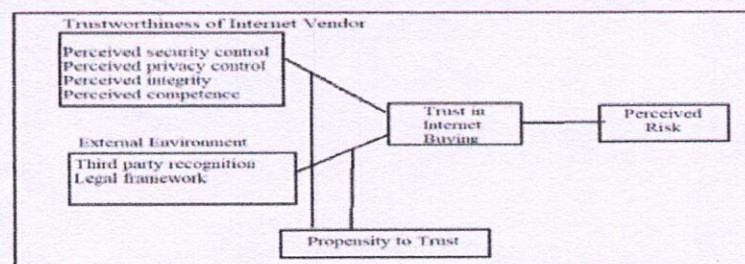 Trustworthiness of Internet Vendor
Perceived security control
Perceived privacy control
Perceived integrity
Perceived competence
External Environment
Third party recognition
Legal framework
Trust in
Internet
Buying
Perceived
Risk
Propensity to Trust